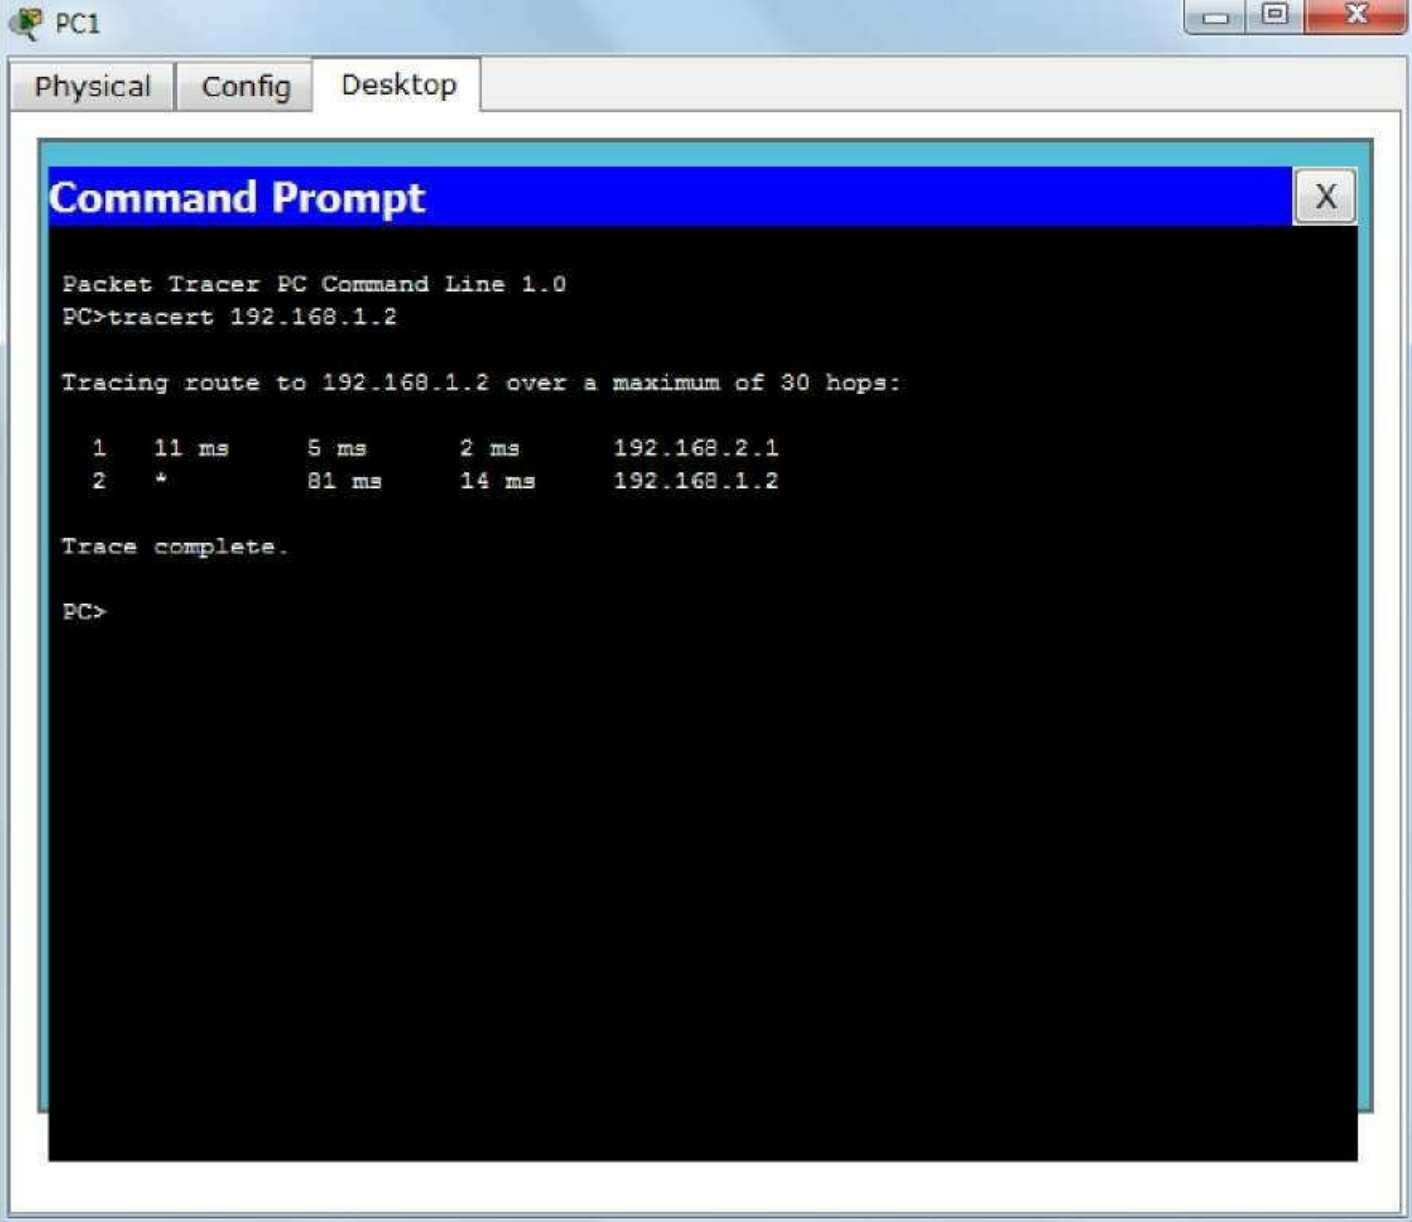 PC1
Physical Config Desktop
Command Prompt X
Packet Tracer PC Command Line 1.0
PC>tracert 192.168.1.2
Tracing route to 192.168.1.2 over a maximum of 30 hops:
1 11 ms 5 ms 2 ms 192.168.2.1
2 * 81 ms 14 ms 192.168.1.2
Trace complete.
PC>